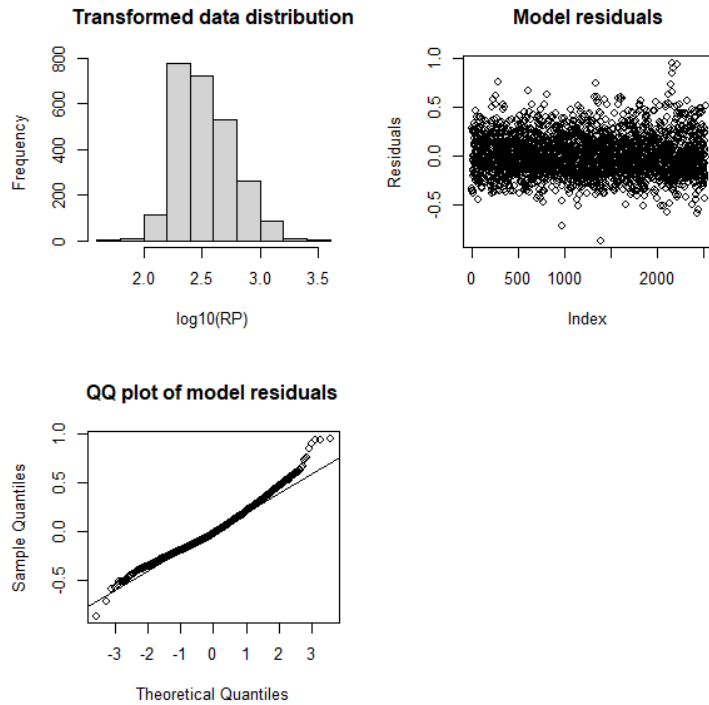 Transformed data distribution
Frequency
0 200 400 600 800
2.0 2.5 3.0 3.5
log10(RP)
Model residuals
Residuals
-0.5 0.0 0.5 1.0
0 500 1000 2000
Index
QQ plot of model residuals
Sample Quantiles
-0.5 0.0 0.5 1.0
-3 -2 -1 0 1 2 3
Theoretical Quantiles